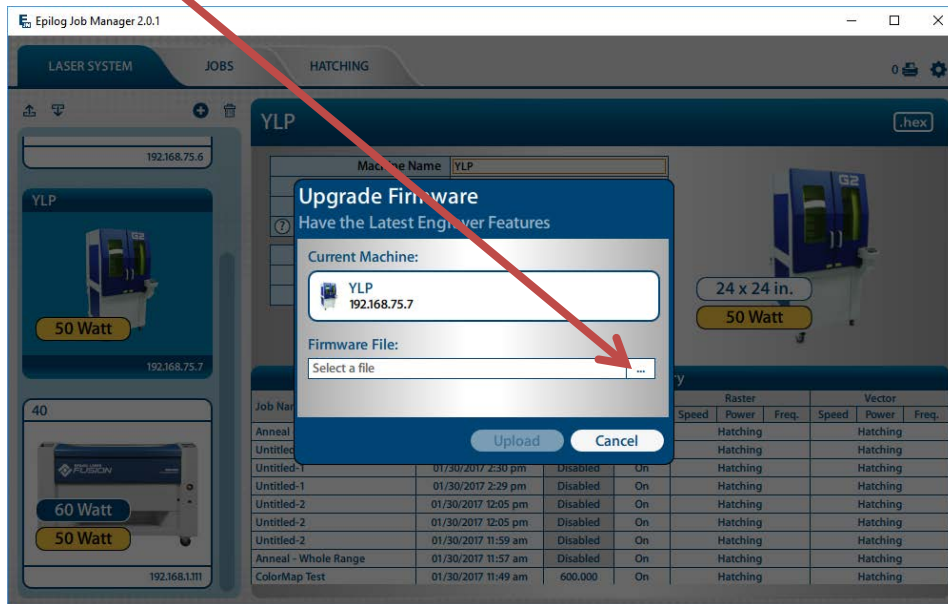 Epilog Job Manager 2.0.1
LASER SYSTEM JOBS HATCHING 0
YLP .hex
192.168.75.6
Machine Name YLP
YLP
G2
50 Watt
192.168.75.7
Upgrade Firmware
Have the Latest Engraver Features
Current Machine:
YLP
192.168.75.7
Firmware File:
Select a file ...
Upload Cancel
G2
24 x 24 in.
50 Watt
40
FUSION
60 Watt
50 Watt
192.168.1.111
Raster Vector
Speed Power Freq. Speed Power Freq.
Anneal Hatching Hatching
Hatching Hatching
Untitled-1 01/30/2017 2:30 pm Disabled On Hatching Hatching
Untitled-1 01/30/2017 2:29 pm Disabled On Hatching Hatching
Untitled-2 01/30/2017 12:05 pm Disabled On Hatching Hatching
Untitled-2 01/30/2017 12:05 pm Disabled On Hatching Hatching
Untitled-2 01/30/2017 11:59 am Disabled On Hatching Hatching
Anneal - Whole Range 01/30/2017 11:57 am Disabled On Hatching Hatching
ColorMap Test 01/30/2017 11:49 am 600.000 On Hatching Hatching